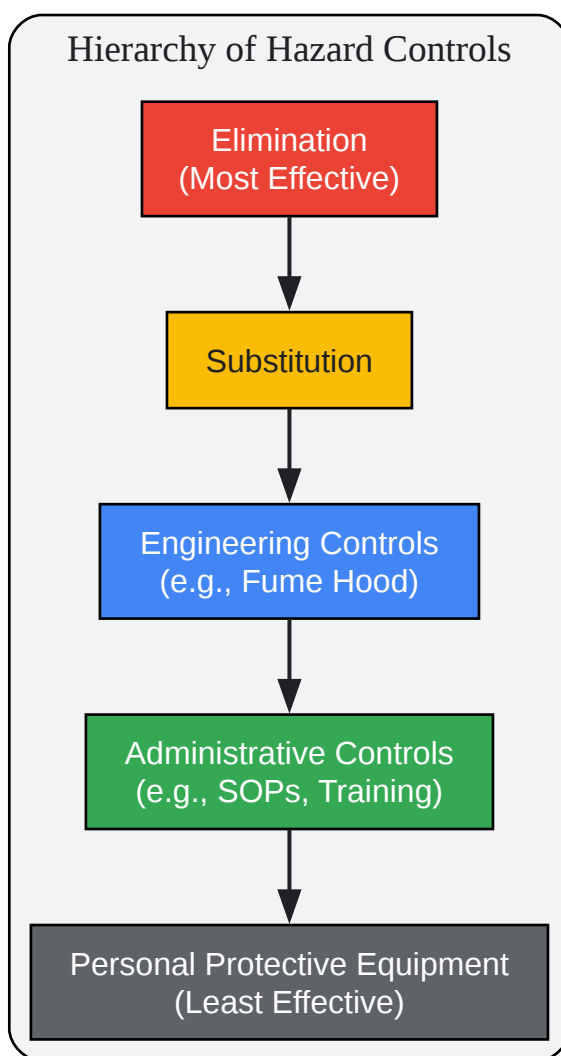 Hierarchy of Hazard Controls
Elimination
(Most Effective)
Substitution
Engineering Controls
(e.g., Fume Hood)
Administrative Controls
(e.g., SOPs, Training)
Personal Protective Equipment
(Least Effective)